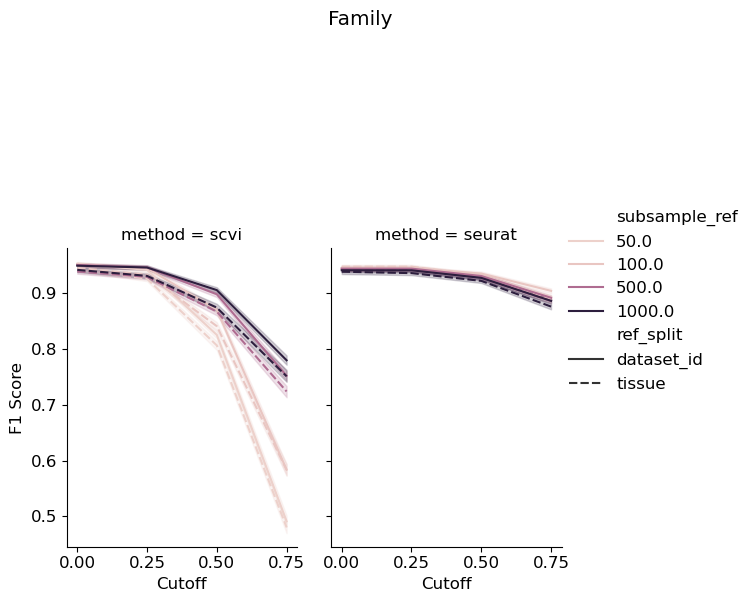 Family
method = scvi
method = seurat
F1 Score
0.9
0.8
0.7
0.6
0.5
0.00 0.25 0.50 0.75
0.00 0.25 0.50 0.75
Cutoff
Cutoff
subsample_ref
50.0
100.0
500.0
1000.0
ref_split
dataset_id
tissue